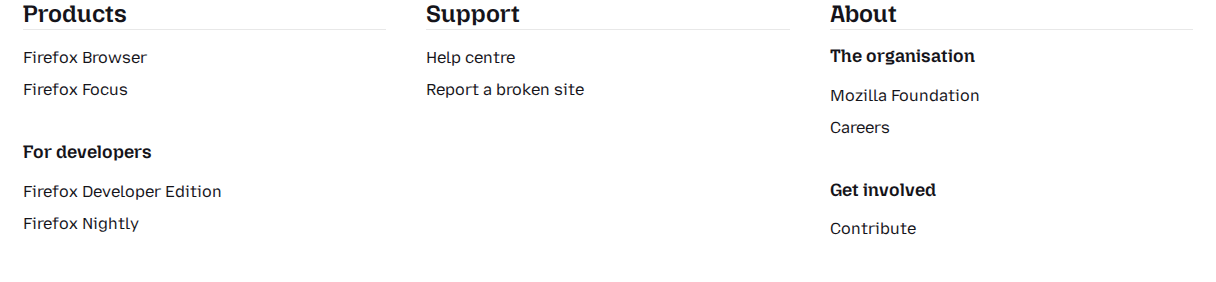 Products
Firefox Browser
Firefox Focus
For developers
Firefox Developer Edition
Firefox Nightly
Support
Help centre
Report a broken site
About
The organisation
Mozilla Foundation
Careers
Get involved
Contribute